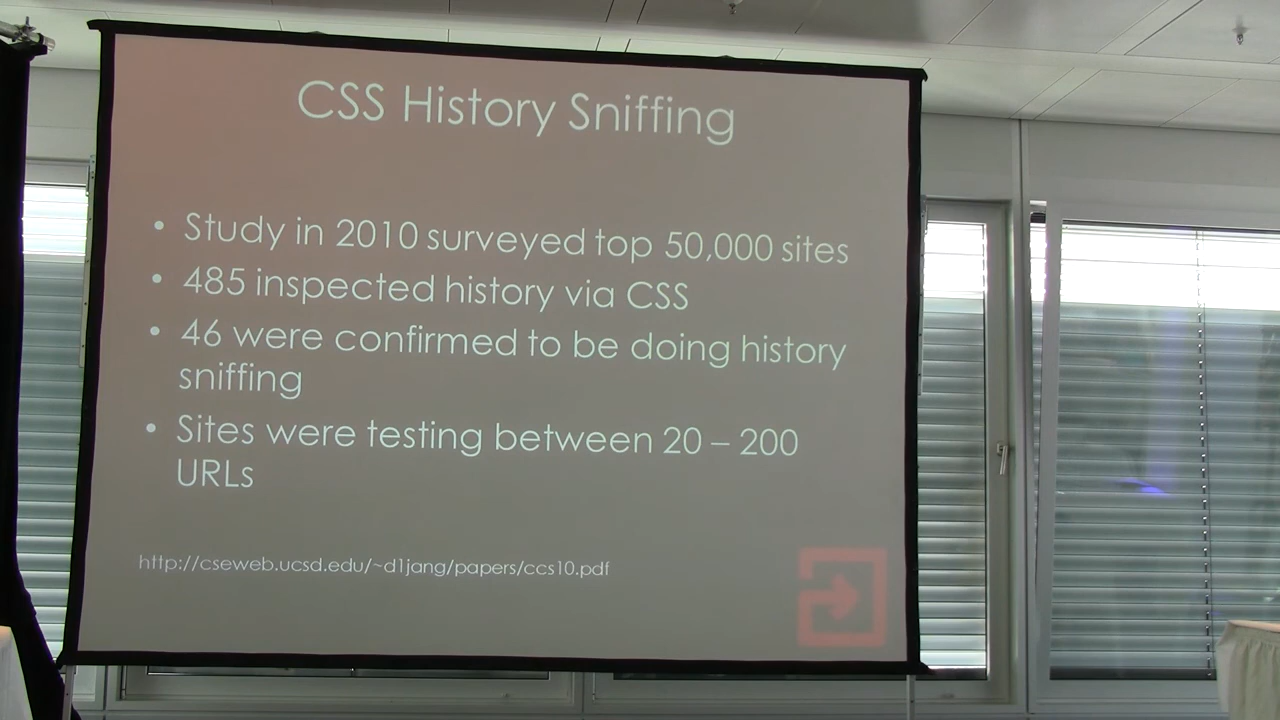 CSS History Sniffing
• Study in 2010 surveyed top 50,000 sites
• 485 inspected history via CSS
• 46 were confirmed to be doing history
sniffing
• Sites were testing between 20 – 200
URLs
http://cseweb.ucsd.edu/~d1jang/papers/ccs10.pdf